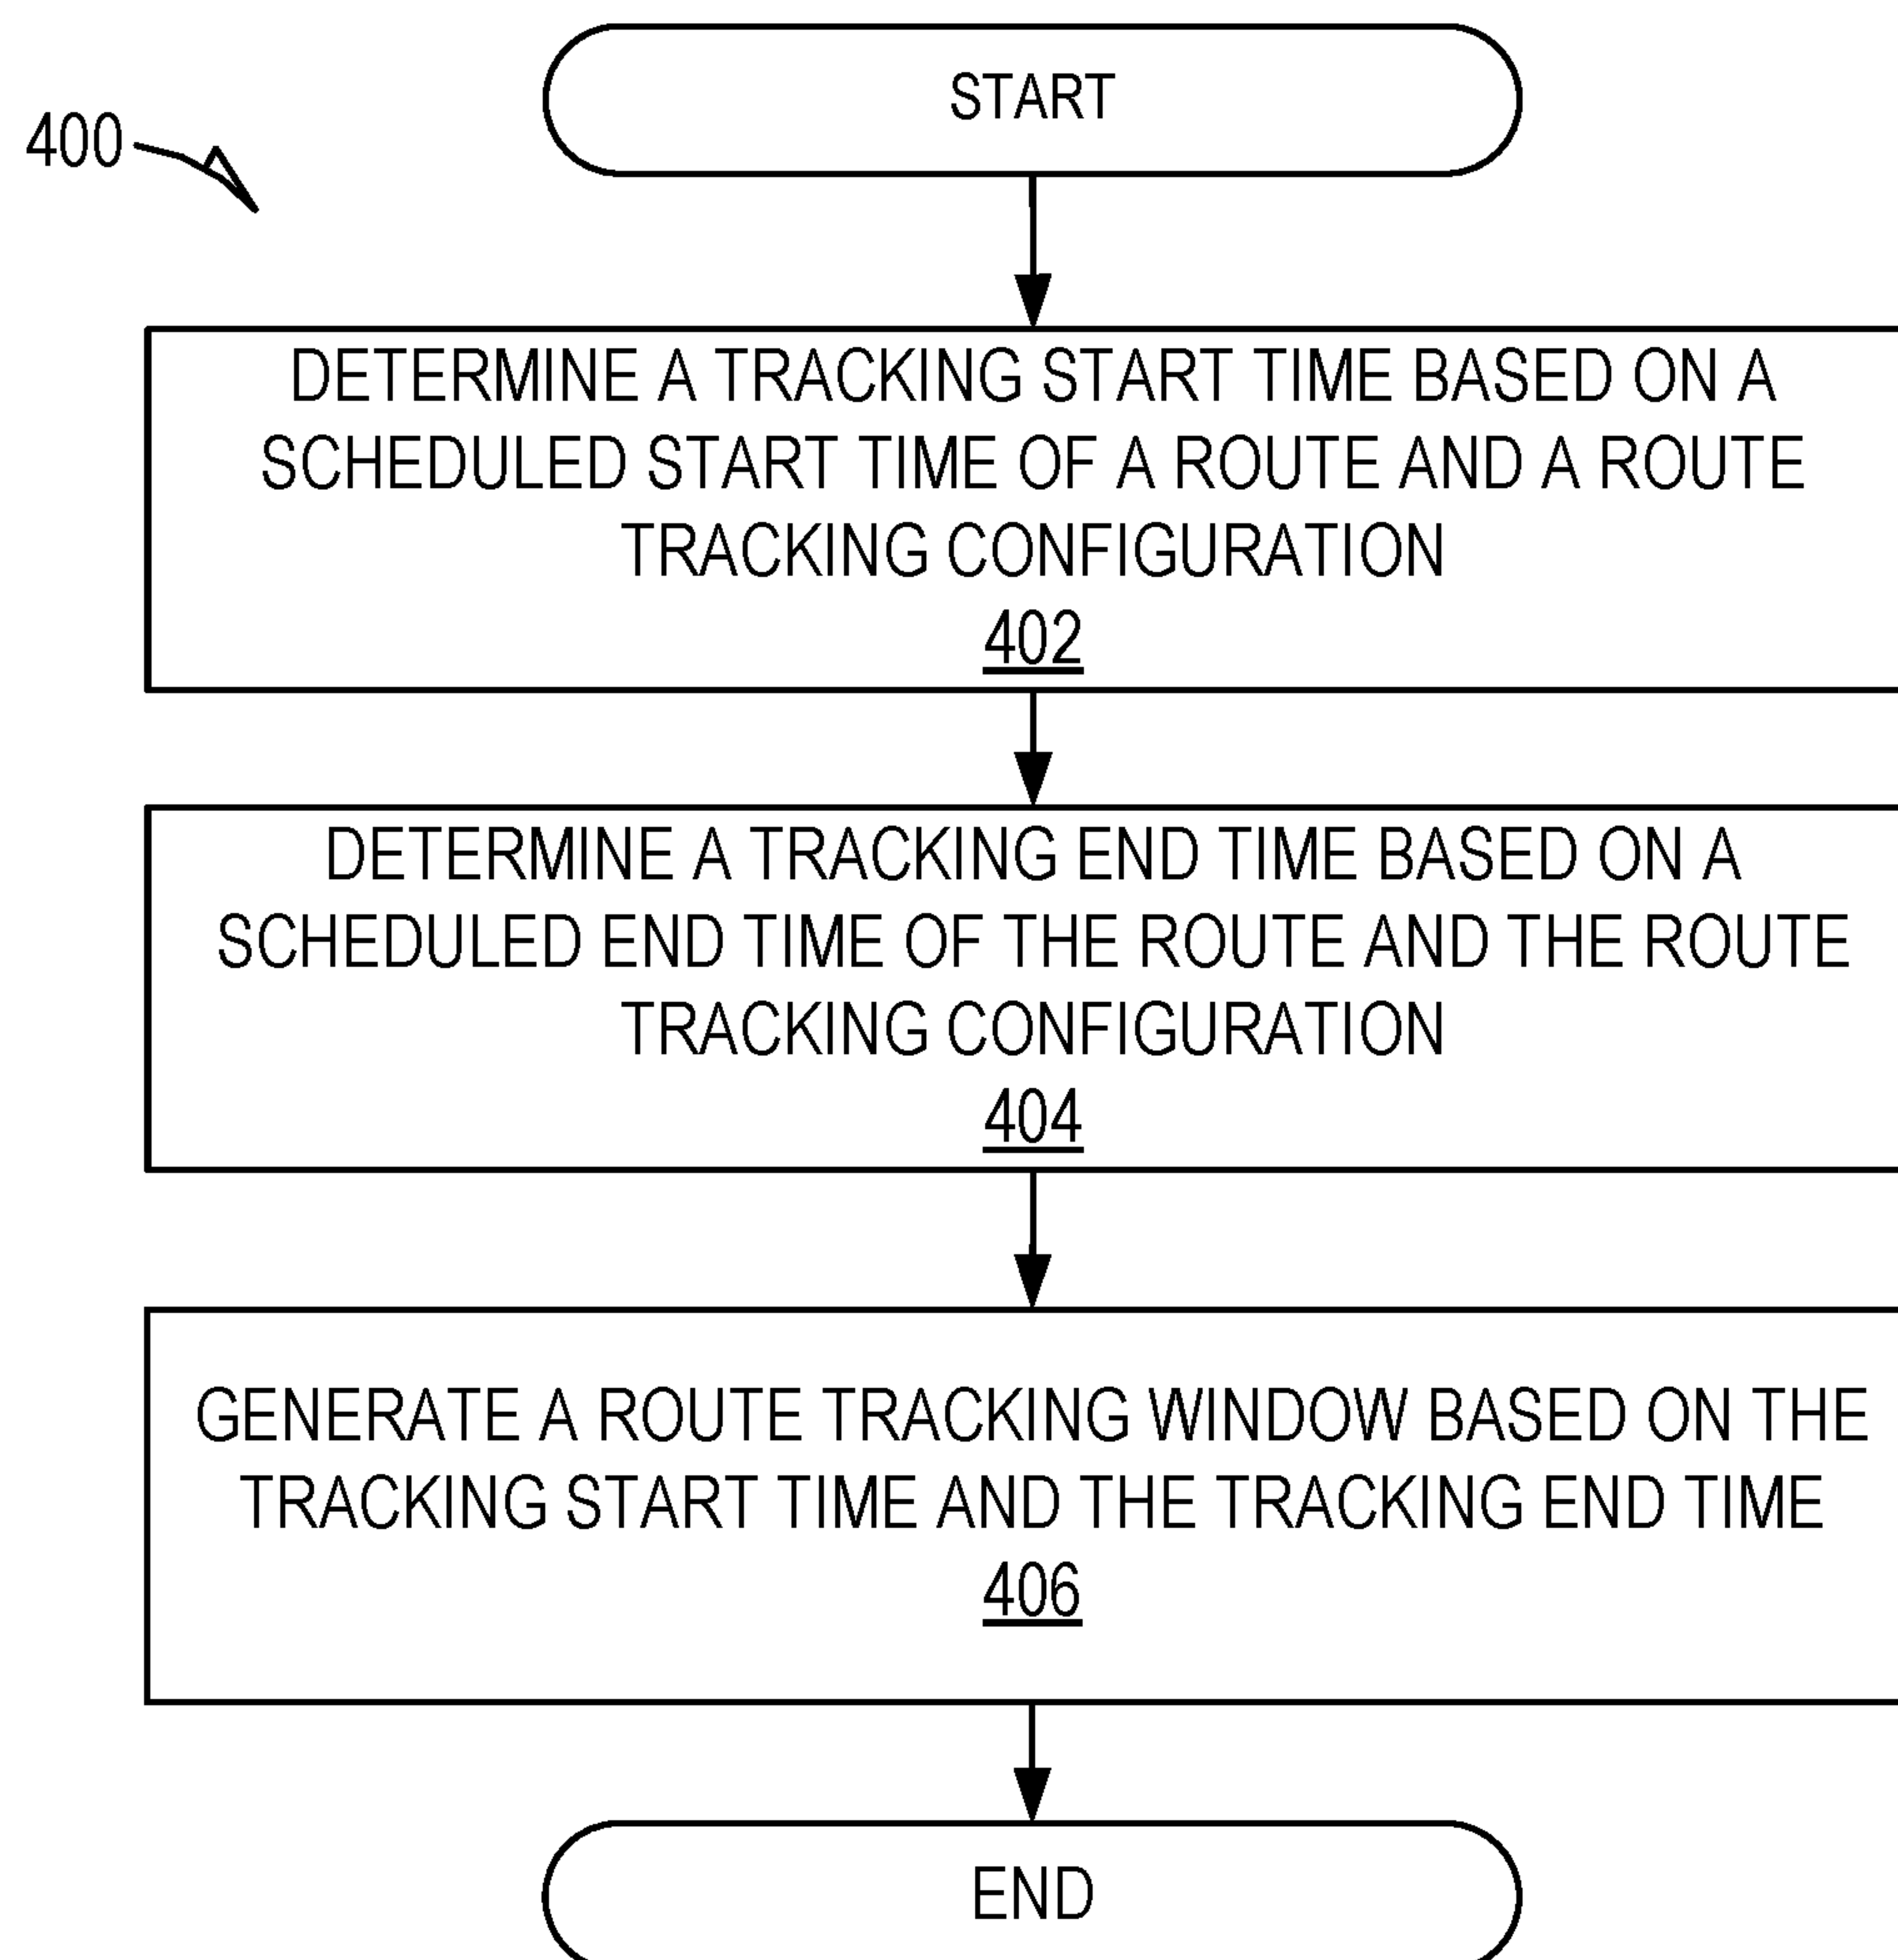 START
400
DETERMINE A TRACKING START TIME BASED ON A
SCHEDULED START TIME OF A ROUTE AND A ROUTE
TRACKING CONFIGURATION
402
DETERMINE A TRACKING END TIME BASED ON A
SCHEDULED END TIME OF THE ROUTE AND THE ROUTE
TRACKING CONFIGURATION
404
GENERATE A ROUTE TRACKING WINDOW BASED ON THE
TRACKING START TIME AND THE TRACKING END TIME
406
END